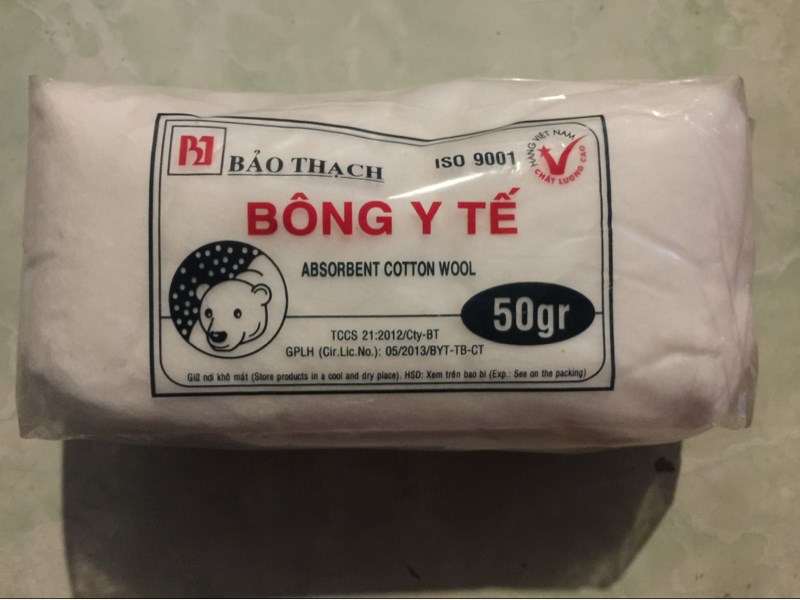 BT BẢO THẠCH
ISO 9001
HÀNG VIỆT NAM
CHẤT LƯỢNG CAO
BÔNG Y TẾ
ABSORBENT COTTON WOOL
50gr
TCCS 21:2012/Cty-BT
GPLH (Cir.Lic.No.): 05/2013/BYT-TB-CT
Giữ nơi khô mát (Store products in a cool and dry place). HSD: Xem trên bao bì (Exp.: See on the packing)